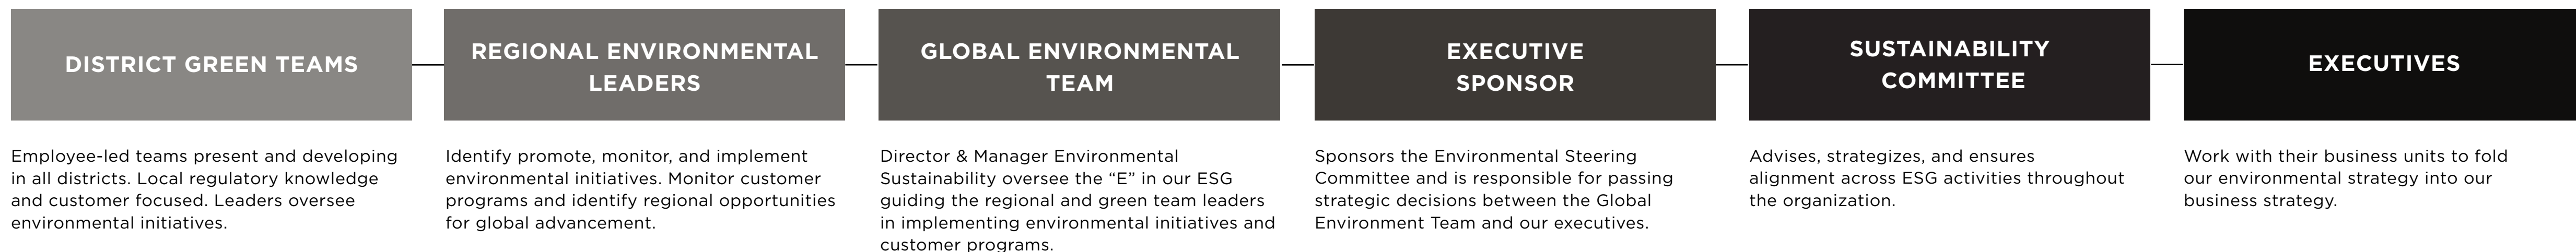 DISTRICT GREEN TEAMS
Employee-led teams present and developing
in all districts. Local regulatory knowledge
and customer focused. Leaders oversee
environmental initiatives.
REGIONAL ENVIRONMENTAL
LEADERS
Identify promote, monitor, and implement
environmental initiatives. Monitor customer
programs and identify regional opportunities
for global advancement.
GLOBAL ENVIRONMENTAL
TEAM
Director & Manager Environmental
Sustainability oversee the “E” in our ESG
guiding the regional and green team leaders
in implementing environmental initiatives and
customer programs.
EXECUTIVE
SPONSOR
Sponsors the Environmental Steering
Committee and is responsible for passing
strategic decisions between the Global
Environment Team and our executives.
SUSTAINABILITY
COMMITTEE
Advises, strategizes, and ensures
alignment across ESG activities throughout
the organization.
EXECUTIVES
Work with their business units to fold
our environmental strategy into our
business strategy.